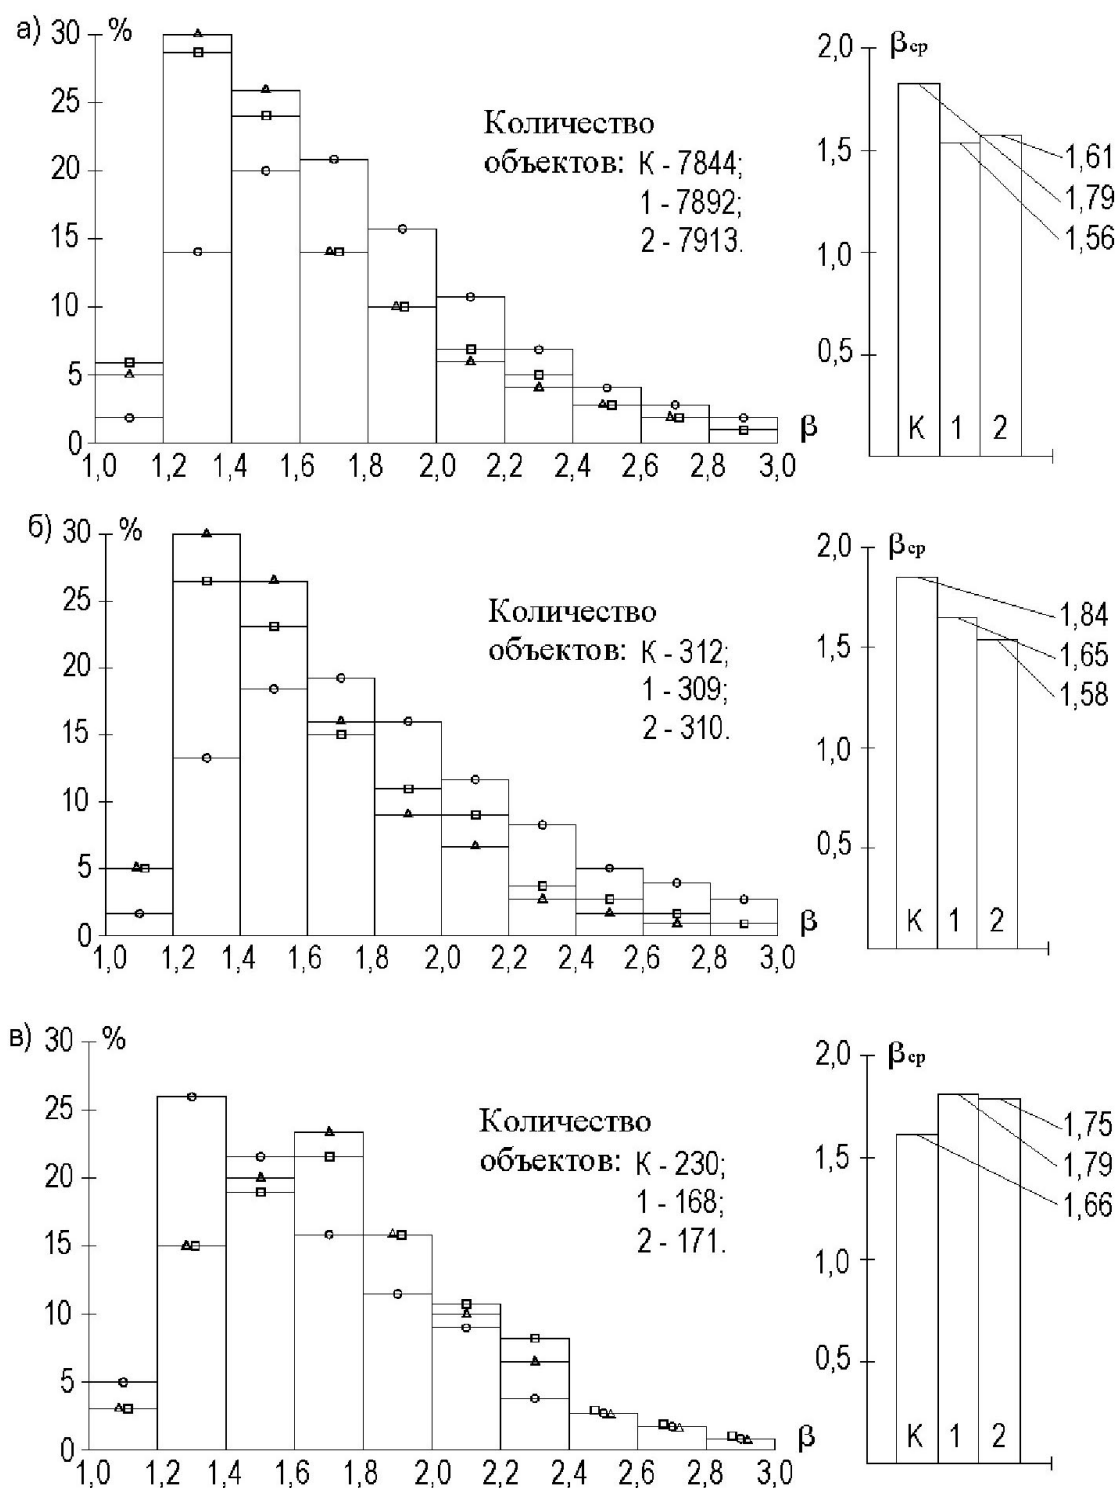 а) 30 %
25
20
15
10
5
0
1,0 1,2 1,4 1,6 1,8 2,0 2,2 2,4 2,6 2,8 3,0
β
Количество
объектов: К - 7844;
1 - 7892;
2 - 7913.
2,0 βср
1,5
1,0
0,5
К 1 2
1,61
1,79
1,56
б) 30 %
25
20
15
10
5
0
1,0 1,2 1,4 1,6 1,8 2,0 2,2 2,4 2,6 2,8 3,0
β
Количество
объектов: К - 312;
1 - 309;
2 - 310.
2,0 βср
1,5
1,0
0,5
К 1 2
1,84
1,65
1,58
в) 30 %
25
20
15
10
5
0
1,0 1,2 1,4 1,6 1,8 2,0 2,2 2,4 2,6 2,8 3,0
β
Количество
объектов: К - 230;
1 - 168;
2 - 171.
2,0 βср
1,5
1,0
0,5
К 1 2
1,75
1,79
1,66